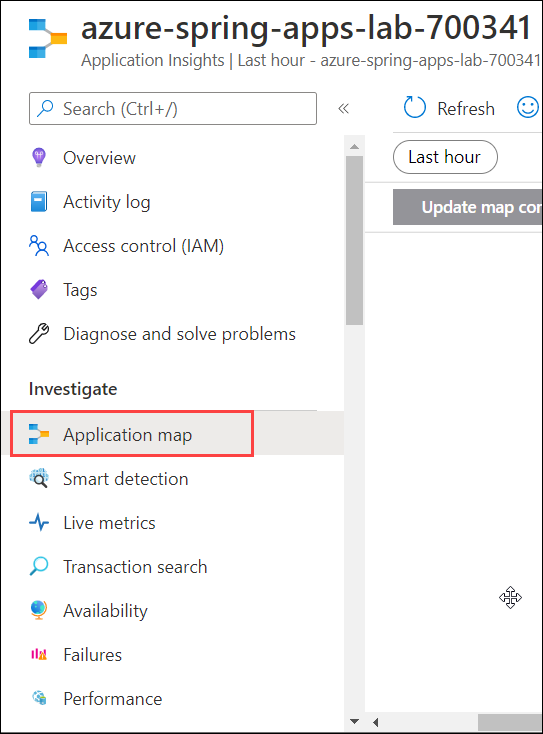 azure-spring-apps-lab-700341
Application Insights | Last hour - azure-spring-apps-lab-700341
Search (Ctrl+/)
«
Refresh
Overview
Last hour
Activity log
Update map con
Access control (IAM)
Tags
Diagnose and solve problems
Investigate
Application map
Smart detection
Live metrics
Transaction search
Availability
Failures
Performance